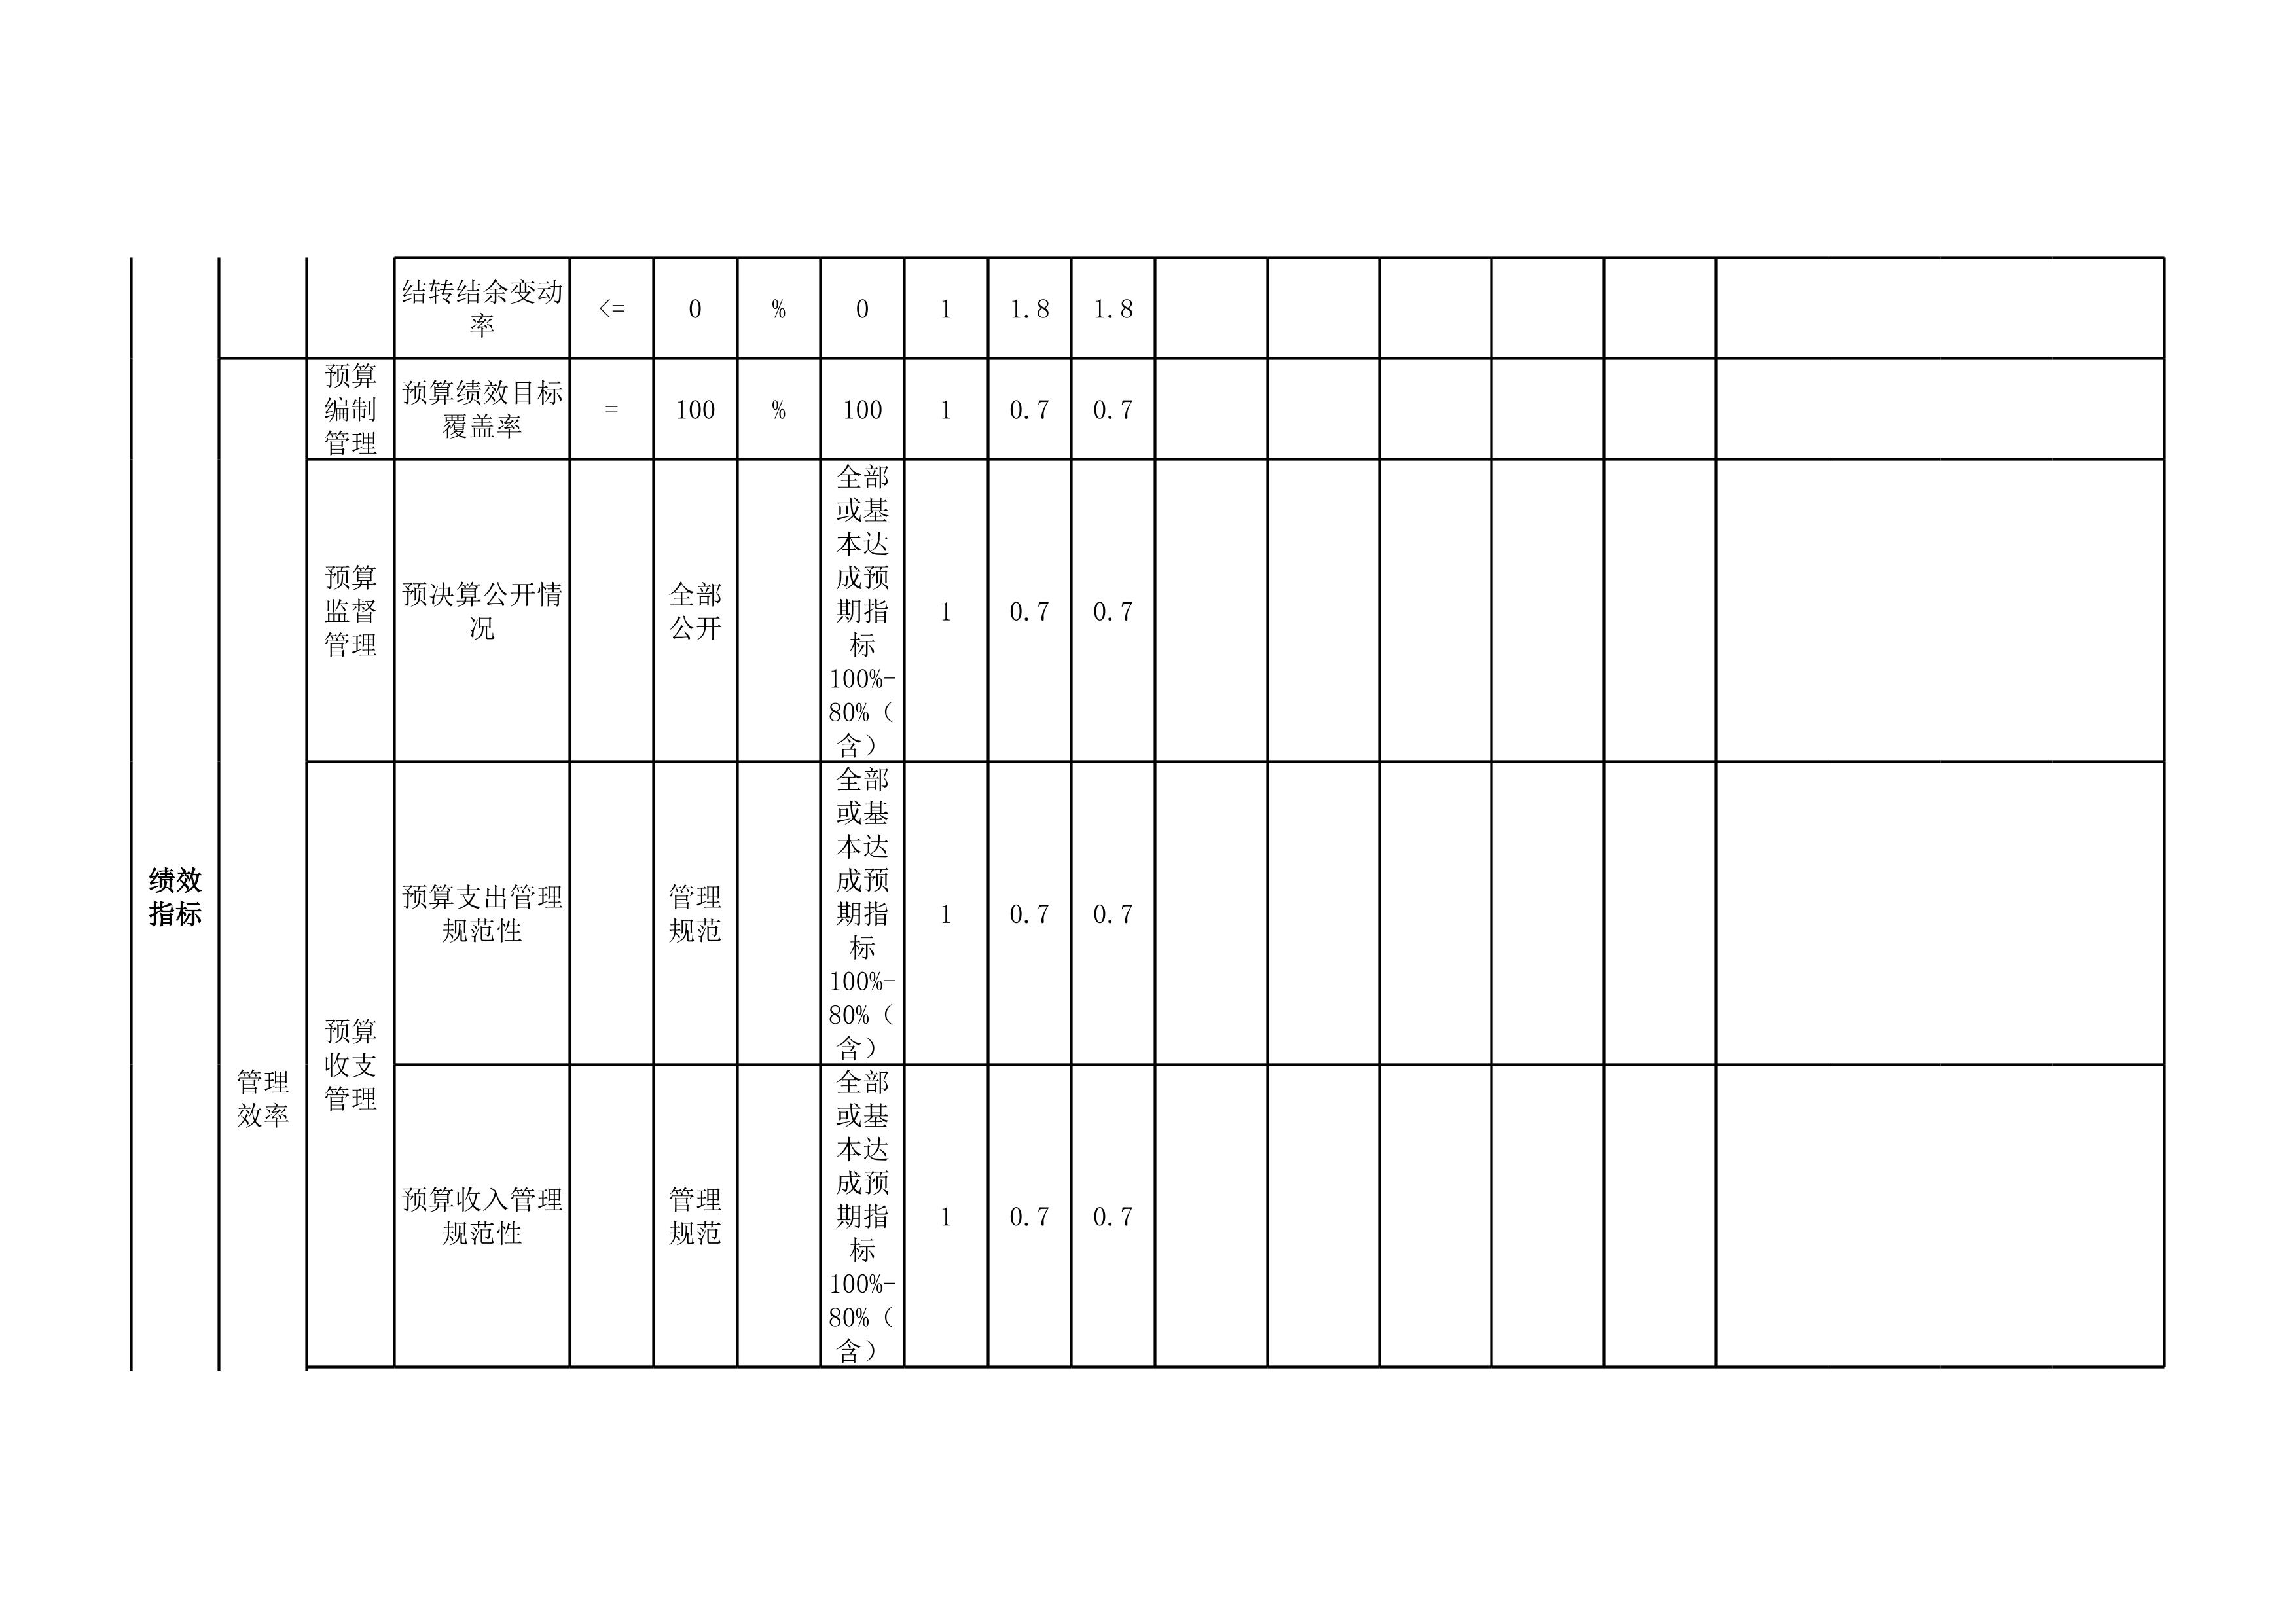 绩效
指标
结转结余变动
率
<=
0
%
0
1
1.8
1.8
管理
效率
预算
编制
管理
预算绩效目标
覆盖率
=
100
%
100
1
0.7
0.7
预算
监督
管理
预决算公开情
况
全部
公开
全部
或基
本达
成预
期指
标
100%-
80%（
含）
1
0.7
0.7
预算
收支
管理
预算支出管理
规范性
管理
规范
全部
或基
本达
成预
期指
标
100%-
80%（
含）
1
0.7
0.7
预算收入管理
规范性
管理
规范
全部
或基
本达
成预
期指
标
100%-
80%（
含）
1
0.7
0.7